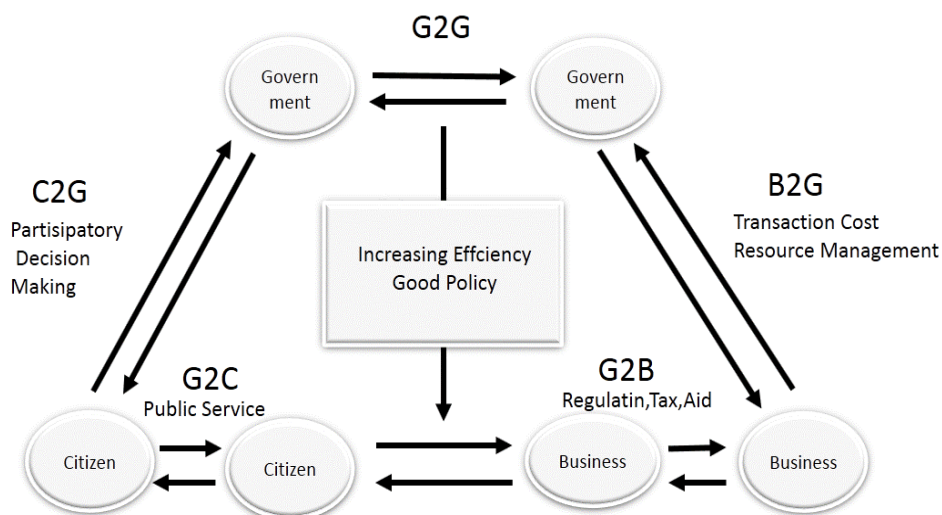 G2G
Govern
ment
Govern
ment
C2G
Partisipatory
Decision
Making
B2G
Transaction Cost
Resource Management
Increasing Effciency
Good Policy
G2C
Public Service
G2B
Regulatin,Tax,Aid
Citizen
Citizen
Business
Business